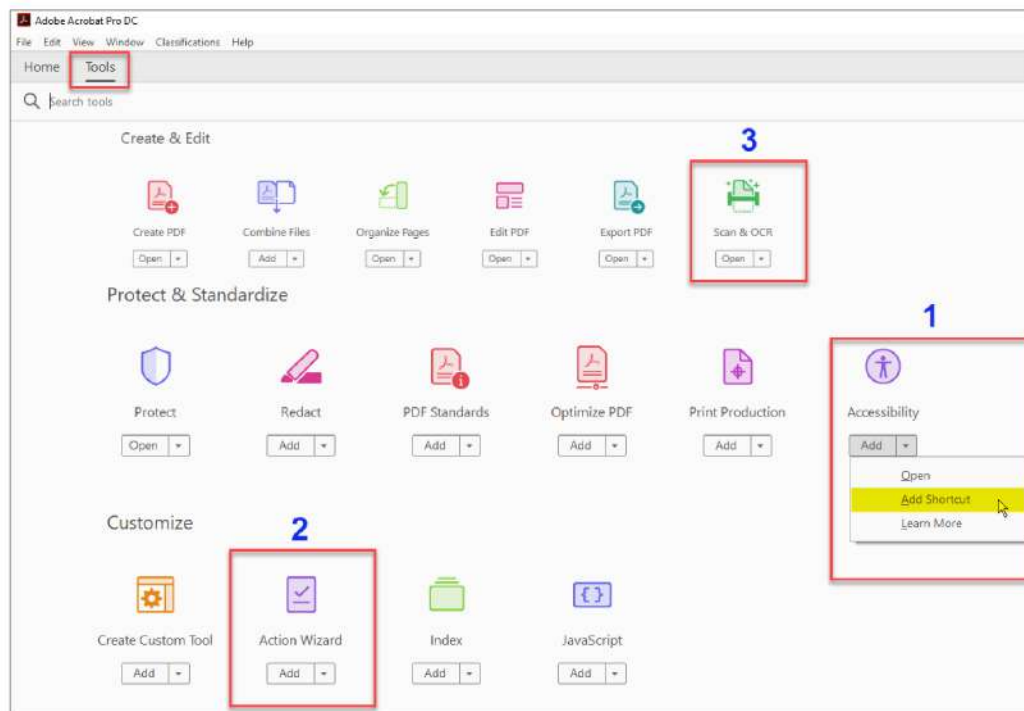 Adobe Acrobat Pro DC
File Edit View Window Classifications Help
Home Tools
Search tools
Create & Edit
3
Create PDF Combine Files Organize Pages Edit PDF Export PDF Scan & OCR
Open Add Open Open Open Open
Protect & Standardize
1
Protect Redact PDF Standards Optimize PDF Print Production Accessibility
Open Add Add Add Add Add
Open
Add Shortcut
Learn More
Customize
2
Create Custom Tool Action Wizard Index JavaScript
Add Add Add Add